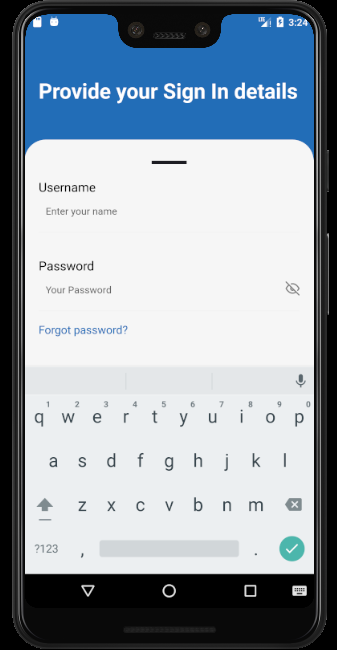 3:24
Provide your Sign In details
Username
Enter your name
Password
Your Password
Forgot password?
1 2 3 4 5 6 7 8 9 0
q w e r t y u i o p
a s d f g h j k l
z x c v b n m
?123 , .